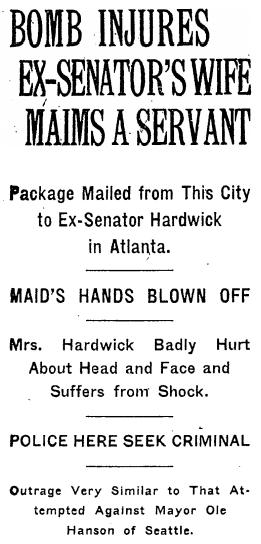 BOMB INJURES
EX-SENATOR'S WIFE
MAIMS A SERVANT
Package Mailed from This City
to Ex-Senator Hardwick
in Atlanta.
MAID'S HANDS BLOWN OFF
Mrs. Hardwick Badly Hurt
About Head and Face and
Suffers from Shock.
POLICE HERE SEEK CRIMINAL
Outrage Very Similar to That At-
tempted Against Mayor Ole
Hanson of Seattle.